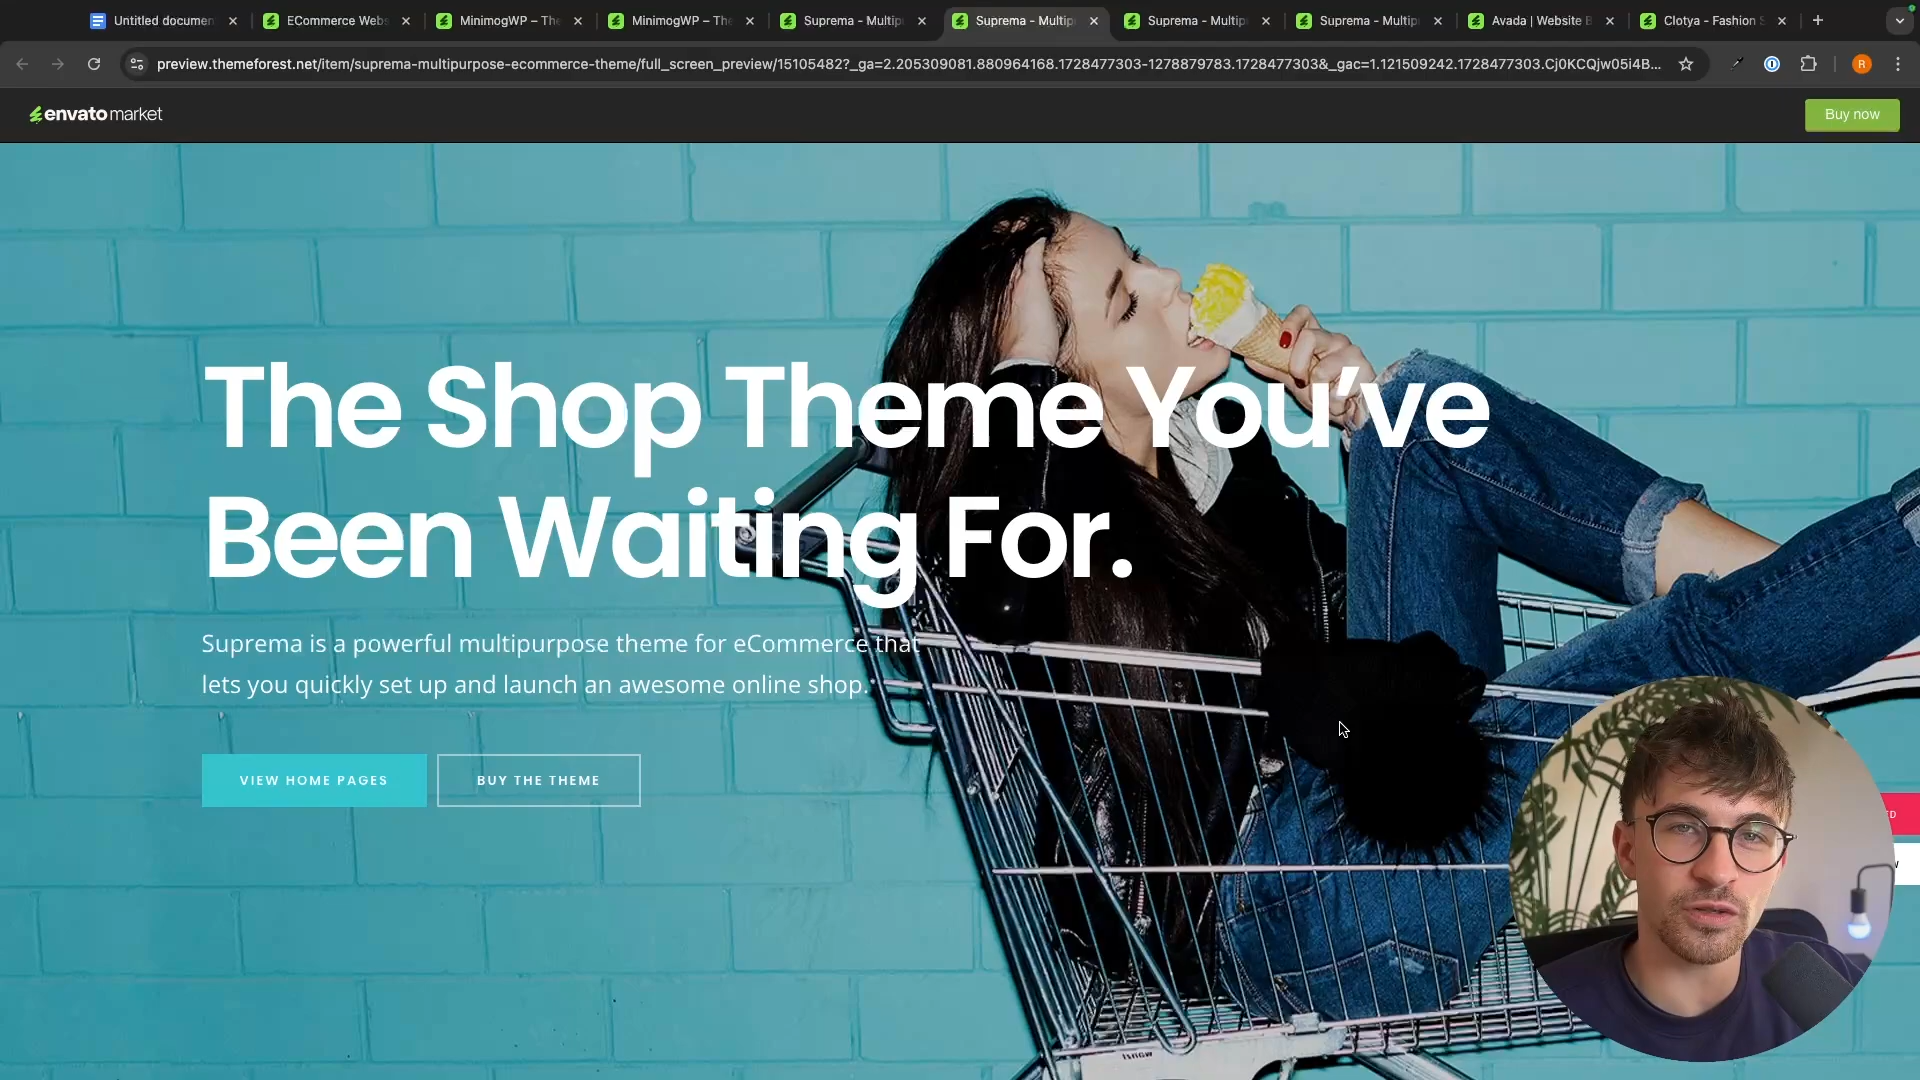 Untitled documen
ECommerce Webs
MinimogWP – The
MinimogWP – The
Suprema - Multip
Suprema - Multip
Suprema - Multip
Suprema - Multip
Avada | Website B
Clotya - Fashion S
preview.themeforest.net/item/suprema-multipurpose-ecommerce-theme/full_screen_preview/15105482?_ga=2.205309081.880964168.1728477303-1278879783.1728477303&_gac=1.121509242.1728477303.Cj0KCQjw05i4B...
R
envato market
Buy now
The Shop Theme You’ve
Been Waiting For.
Suprema is a powerful multipurpose theme for eCommerce that
lets you quickly set up and launch an awesome online shop.
VIEW HOME PAGES
BUY THE THEME
ED
W